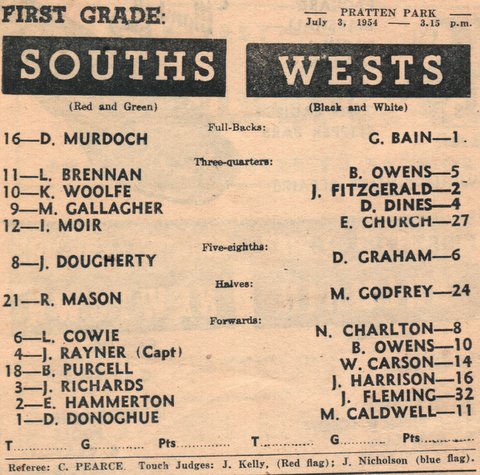 FIRST GRADE:
— PRATTEN PARK —
July 3, 1954 — 3.15 p.m.
SOUTHS WESTS
(Red and Green) (Black and White)
Full-Backs:
16—D. MURDOCH G. BAIN—1
Three-quarters:
11—L. BRENNAN B. OWENS—5
10—K. WOOLFE J. FITZGERALD—2
9—M. GALLAGHER D. DINES—4
12—I. MOIR E. CHURCH—27
Five-eighths:
8—J. DOUGHERTY D. GRAHAM—6
Halves:
21—R. MASON M. GODFREY—24
Forwards:
6—L. COWIE N. CHARLTON—8
4—J. RAYNER (Capt) B. OWENS—10
18—B. PURCELL W. CARSON—14
3—J. RICHARDS J. HARRISON—16
2—E. HAMMERTON J. FLEMING—32
1—D. DONOGHUE M. CALDWELL—11
T........ G........ Pts........ T........ G........ Pts........
Referee: C. PEARCE. Touch Judges: J. Kelly, (Red flag); J. Nicholson (blue flag).